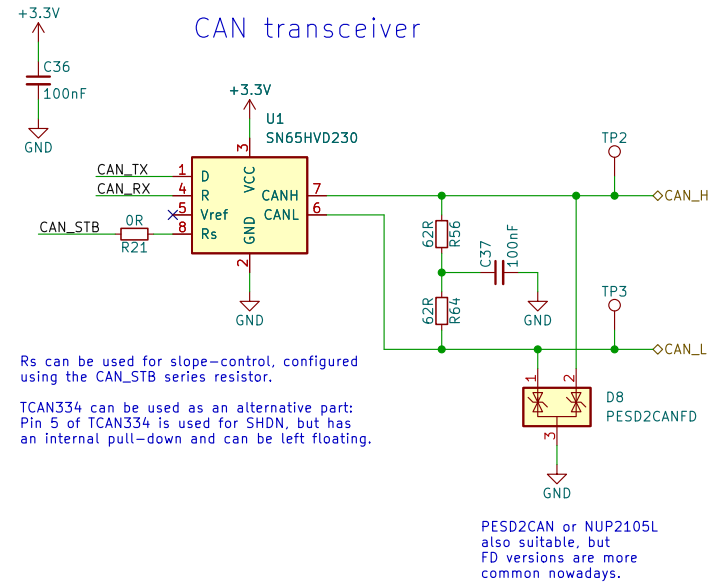 CAN transceiver
+3.3V
C36
100nF
GND
+3.3V
U1
SN65HVD230
3
VCC
CAN_TX
1
D
CAN_RX
4
R
5
Vref
CAN_STB
0R
R21
8
Rs
GND
2
GND
CANH
7
CANL
6
62R
R56
C37
100nF
GND
62R
R64
TP2
CAN_H
TP3
CAN_L
1
2
D8
PESD2CANFD
3
GND
Rs can be used for slope-control, configured
using the CAN_STB series resistor.
TCAN334 can be used as an alternative part:
Pin 5 of TCAN334 is used for SHDN, but has
an internal pull-down and can be left floating.
PESD2CAN or NUP2105L
also suitable, but
FD versions are more
common nowadays.